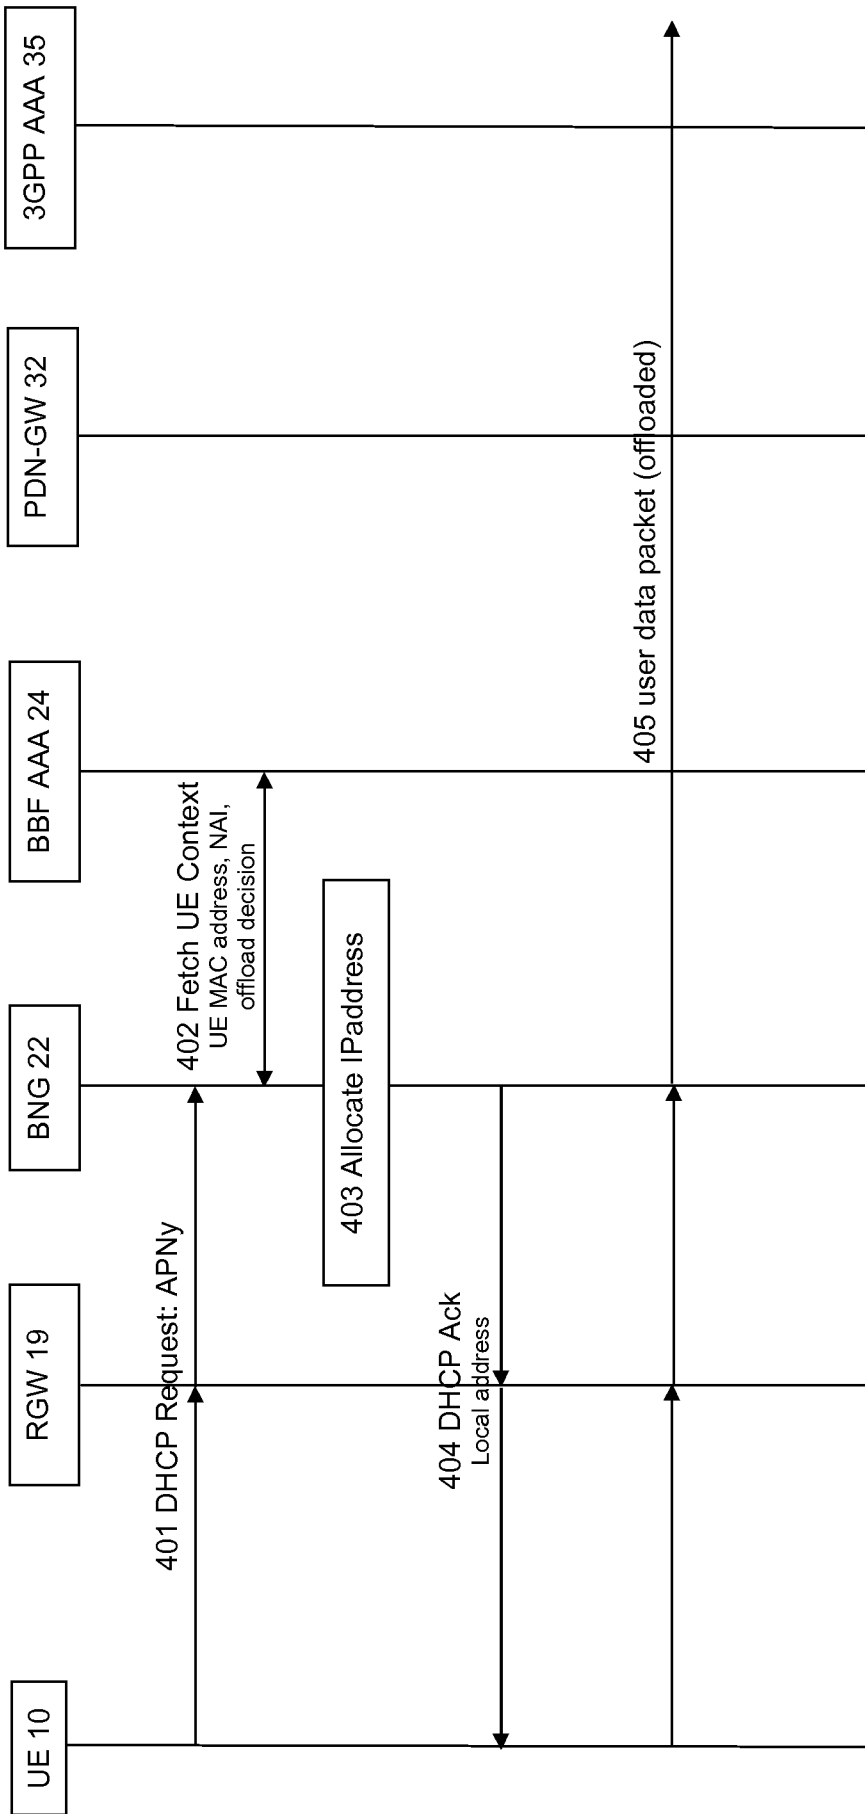 UE 10
RGW 19
BNG 22
BBF AAA 24
PDN-GW 32
3GPP AAA 35
401 DHCP Request: APNy
402 Fetch UE Context
UE MAC address, NAI,
offload decision
403 Allocate IPaddress
404 DHCP Ack
Local address
405 user data packet (offloaded)